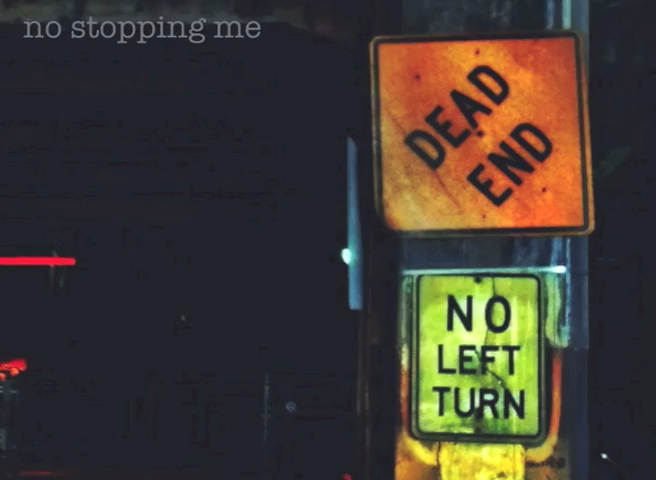 no stopping me
DEAD
END
NO
LEFT
TURN